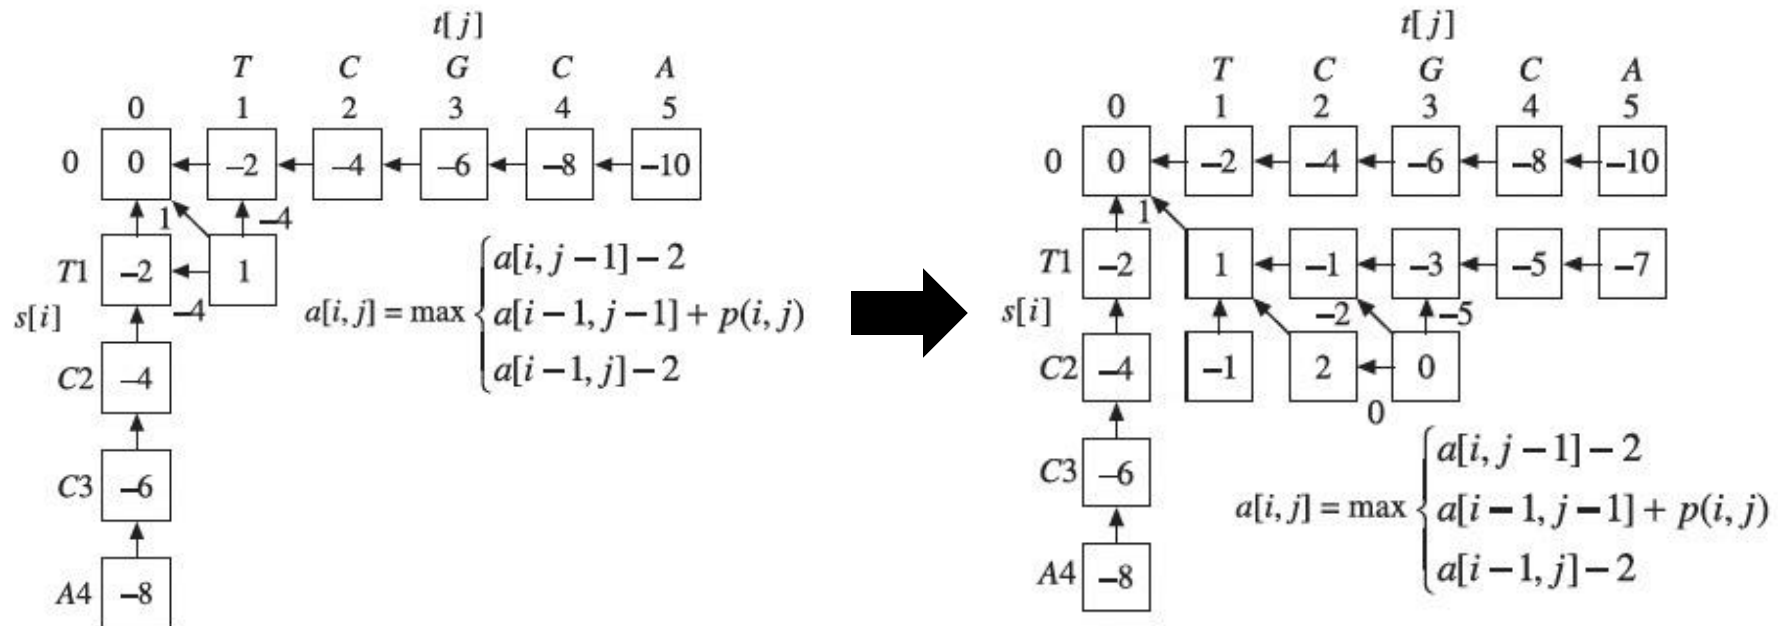 t[j]
T C G C A
0 1 2 3 4 5
0 0 –2 –4 –6 –8 –10
1 –4
T1 –2 1
–4
s[i]
C2 –4
C3 –6
A4 –8
a[i, j – 1] – 2
a[i, j] = max { a[i – 1, j – 1] + p(i, j)
a[i – 1, j] – 2
t[j]
T C G C A
0 1 2 3 4 5
0 0 –2 –4 –6 –8 –10
1
T1 –2 1 –1 –3 –5 –7
s[i] –2 –5
C2 –4 –1 2 0
0
C3 –6
A4 –8
a[i, j – 1] – 2
a[i, j] = max { a[i – 1, j – 1] + p(i, j)
a[i – 1, j] – 2